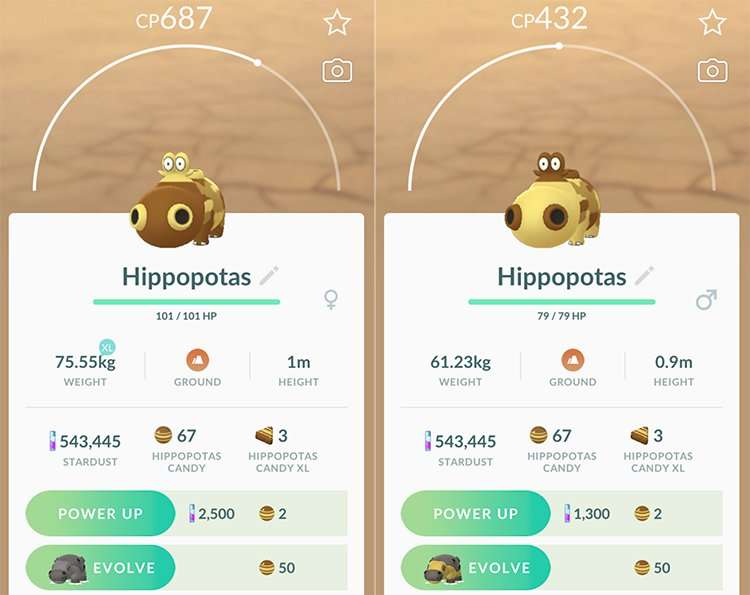 CP687
Hippopotas
♀
101 / 101 HP
XL
75.55kg
WEIGHT
GROUND
1m
HEIGHT
543,445
STARDUST
67
HIPPOPOTAS
CANDY
3
HIPPOPOTAS
CANDY XL
POWER UP
2,500
2
EVOLVE
50
CP432
Hippopotas
♂
79 / 79 HP
61.23kg
WEIGHT
GROUND
0.9m
HEIGHT
543,445
STARDUST
67
HIPPOPOTAS
CANDY
3
HIPPOPOTAS
CANDY XL
POWER UP
1,300
2
EVOLVE
50